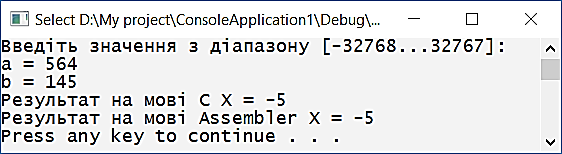 Select D:\My project\ConsoleApplication1\Debug\...
Введіть значення з діапазону [-32768...32767]:
a = 564
b = 145
Результат на мові C X = -5
Результат на мові Assembler X = -5
Press any key to continue . . .